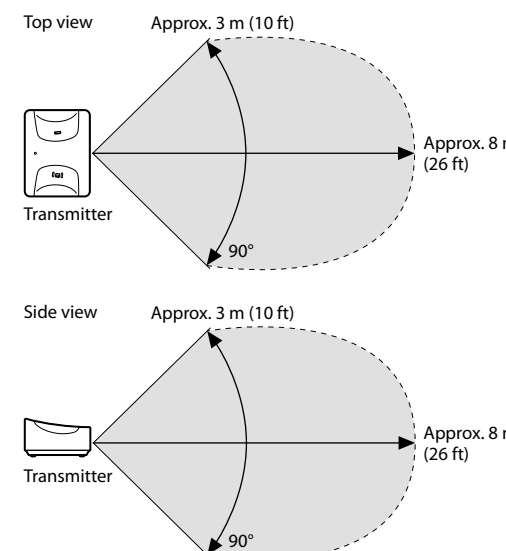 Top view
Approx. 3 m (10 ft)
Approx. 8
(26 ft)
Transmitter
90°
Side view
Approx. 3 m (10 ft)
Approx. 8
(26 ft)
Transmitter
90°